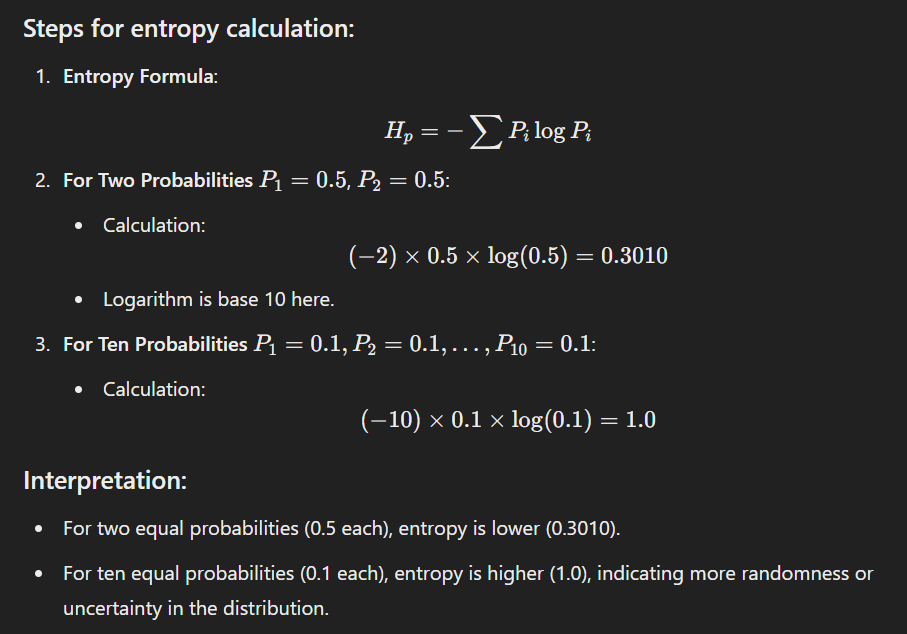 Steps for entropy calculation:
1. Entropy Formula:
H_p = − ∑ P_i log P_i
2. For Two Probabilities P_1 = 0.5, P_2 = 0.5:
• Calculation:
(−2) × 0.5 × log(0.5) = 0.3010
• Logarithm is base 10 here.
3. For Ten Probabilities P_1 = 0.1, P_2 = 0.1, . . . , P_10 = 0.1:
• Calculation:
(−10) × 0.1 × log(0.1) = 1.0
Interpretation:
• For two equal probabilities (0.5 each), entropy is lower (0.3010).
• For ten equal probabilities (0.1 each), entropy is higher (1.0), indicating more randomness or
uncertainty in the distribution.